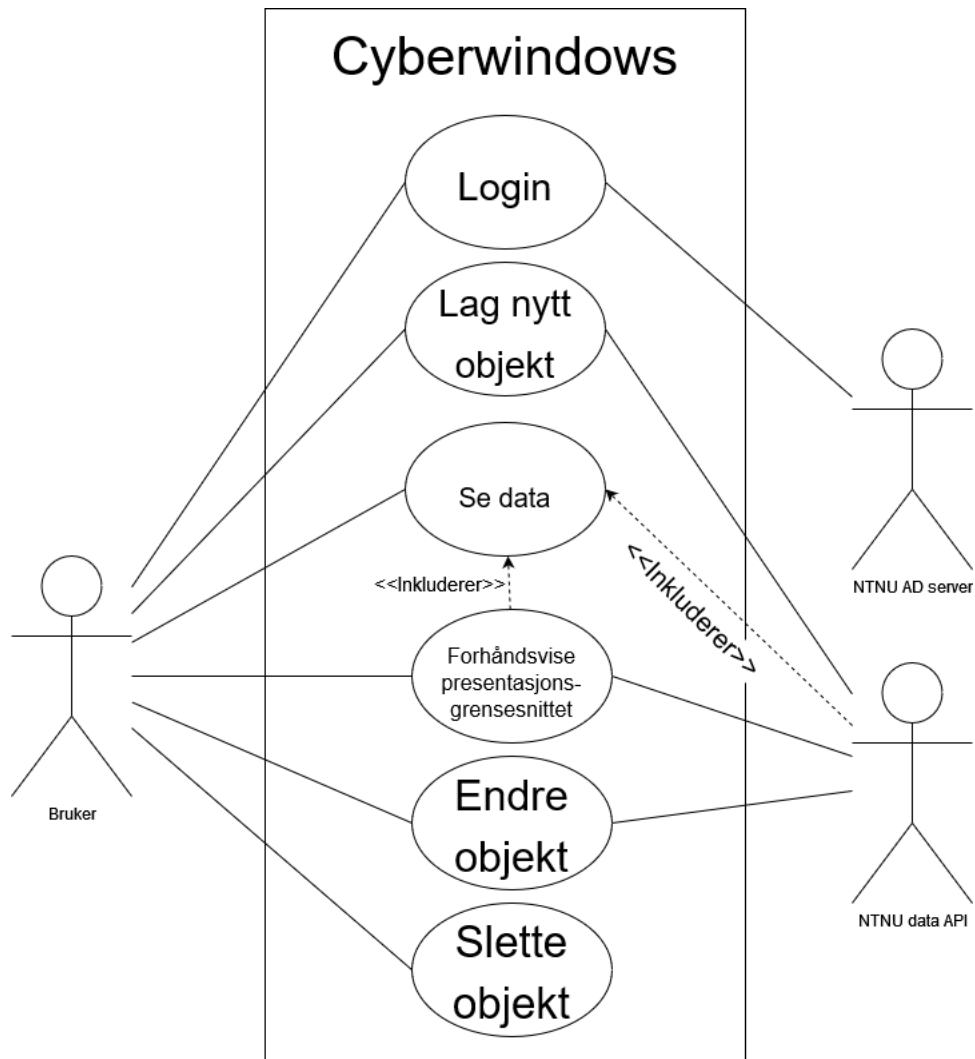 Cyberwindows
Login
Lag nytt
objekt
Se data
<<Inkluderer>>
<<Inkluderer>>
Forhåndsvise
presentasjons-
grensesnittet
Endre
objekt
Slette
objekt
Bruker
NTNU AD server
NTNU data API